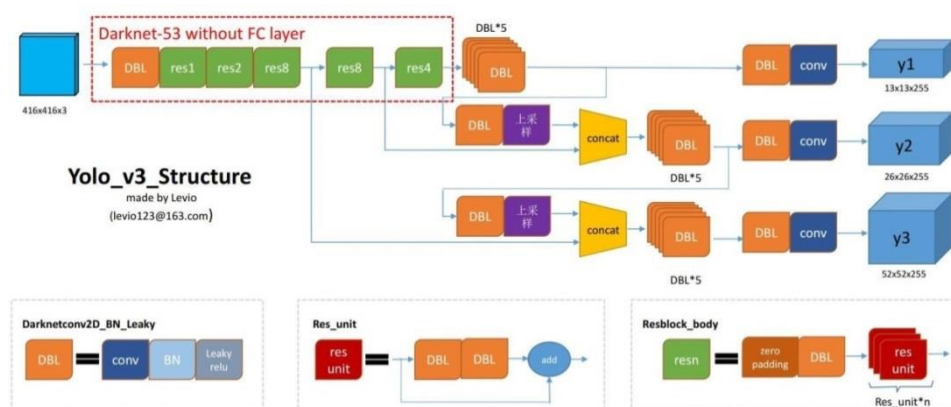 Darknet-53 without FC layer
DBL
res1
res2
res8
res8
res4
DBL*5
DBL
DBL
conv
y1
13x13x255
416x416x3
DBL
上采
样
concat
DBL
DBL*5
DBL
conv
y2
26x26x255
Yolo_v3_Structure
made by Levio
(levio123@163.com)
DBL
上采
样
concat
DBL
DBL*5
DBL
conv
y3
52x52x255
Darknetconv2D_BN_Leaky
DBL
conv
BN
Leaky
relu
Res_unit
res
unit
DBL
DBL
add
Resblock_body
resn
zero
padding
DBL
res
unit
Res_unit*n